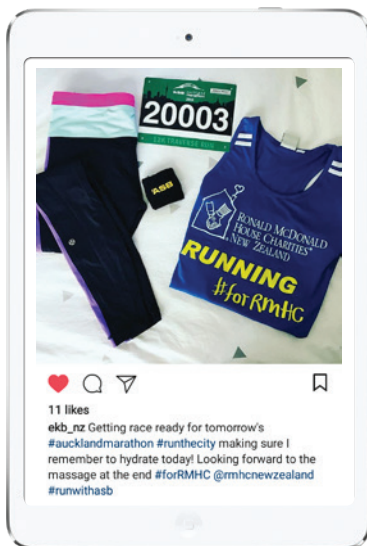 20003
ASB
RONALD MCDONALD
HOUSE CHARITIES®
NEW ZEALAND
RUNNING
#forRMHC
11 likes
ekb_nz Getting race ready for tomorrow's
#aucklandmarathon #runthecity making sure I
remember to hydrate today! Looking forward to the
massage at the end #forRMHC @rmhcnewzealand
#runwithasb